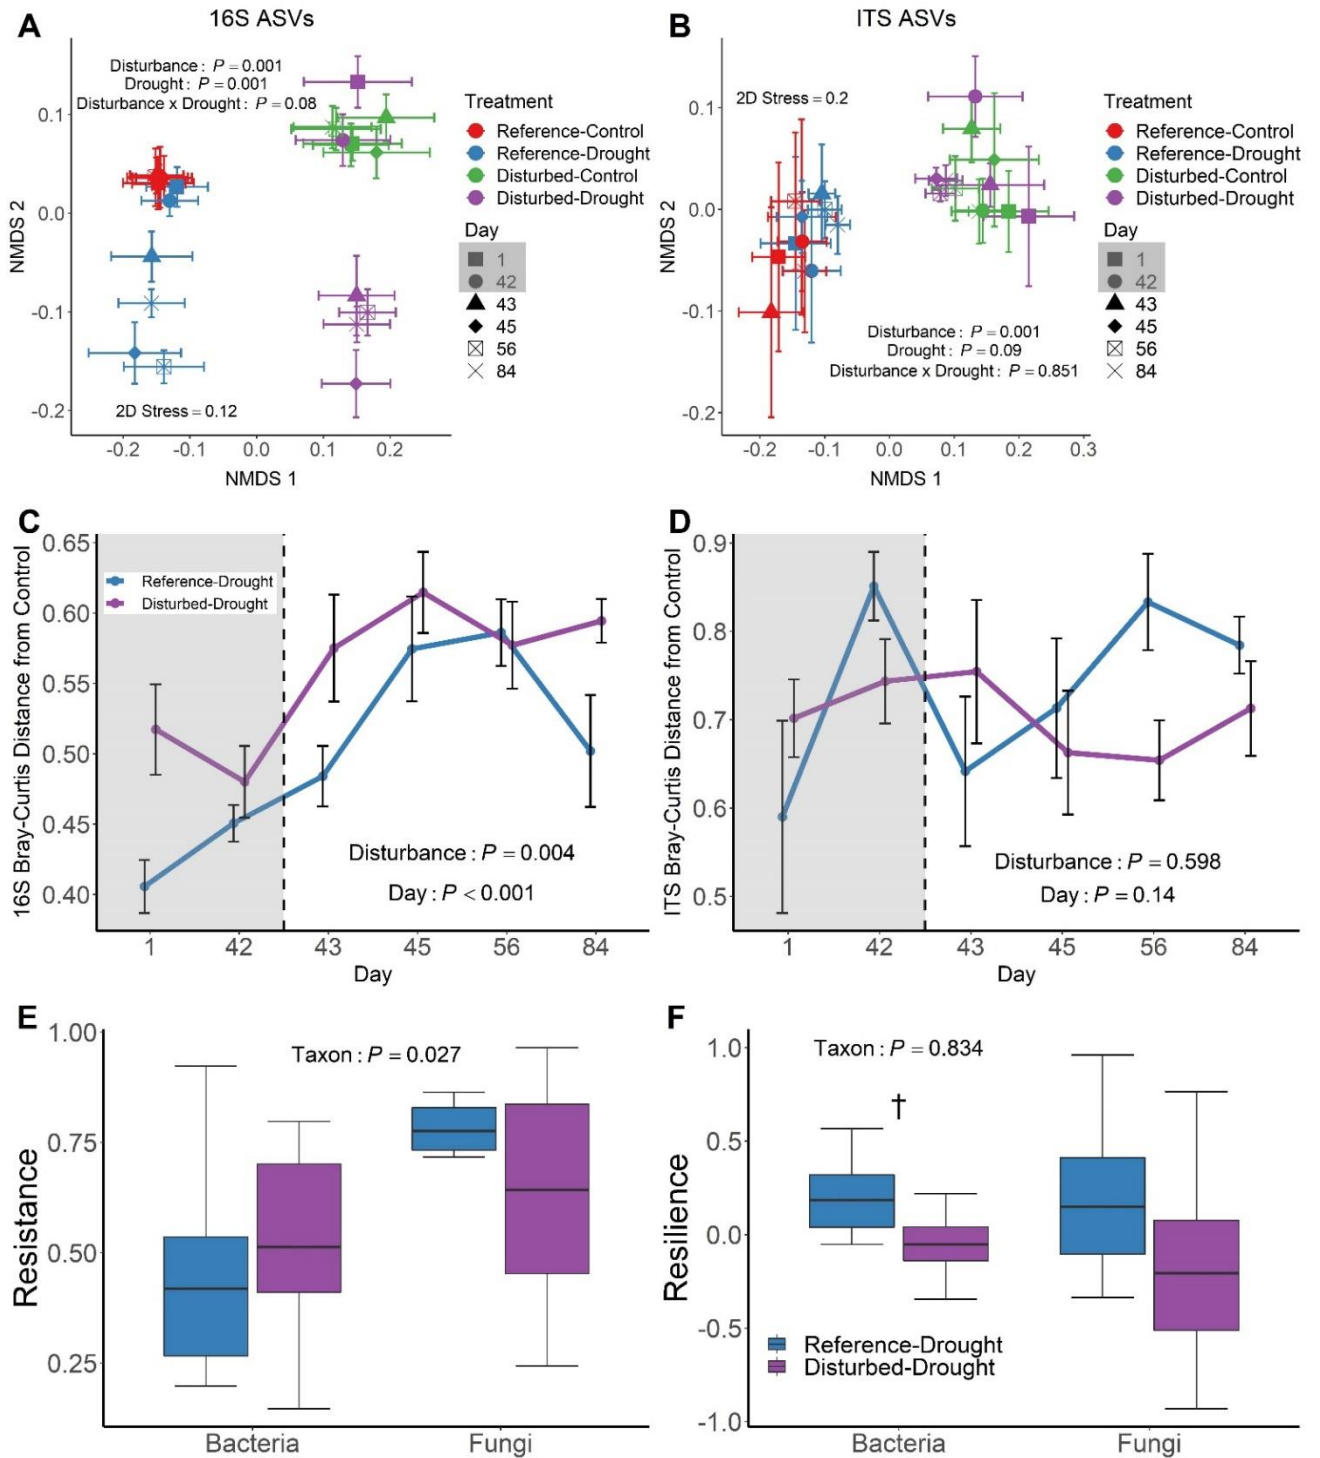 A
16S ASVs
Disturbance : P = 0.001
Drought : P = 0.001
Disturbance x Drought : P = 0.08
0.1
0.0
-0.1
-0.2
NMDS 2
2D Stress = 0.12
-0.2 -0.1 0.0 0.1 0.2
NMDS 1
Treatment
Reference-Control
Reference-Drought
Disturbed-Control
Disturbed-Drought
Day
1
42
43
45
56
84
B
ITS ASVs
2D Stress = 0.2
0.1
0.0
-0.1
-0.2
NMDS 2
Disturbance : P = 0.001
Drought : P = 0.09
Disturbance x Drought : P = 0.851
-0.2 -0.1 0.0 0.1 0.2 0.3
NMDS 1
Treatment
Reference-Control
Reference-Drought
Disturbed-Control
Disturbed-Drought
Day
1
42
43
45
56
84
C
0.65
0.60
0.55
0.50
0.45
0.40
16S Bray-Curtis Distance from Control
Reference-Drought
Disturbed-Drought
Disturbance : P = 0.004
Day : P < 0.001
1 42 43 45 56 84
Day
D
0.9
0.8
0.7
0.6
0.5
ITS Bray-Curtis Distance from Control
Disturbance : P = 0.598
Day : P = 0.14
1 42 43 45 56 84
Day
E
1.00
0.75
0.50
0.25
Resistance
Taxon : P = 0.027
Bacteria Fungi
F
1.0
0.5
0.0
-0.5
-1.0
Resilience
Taxon : P = 0.834
†
Reference-Drought
Disturbed-Drought
Bacteria Fungi